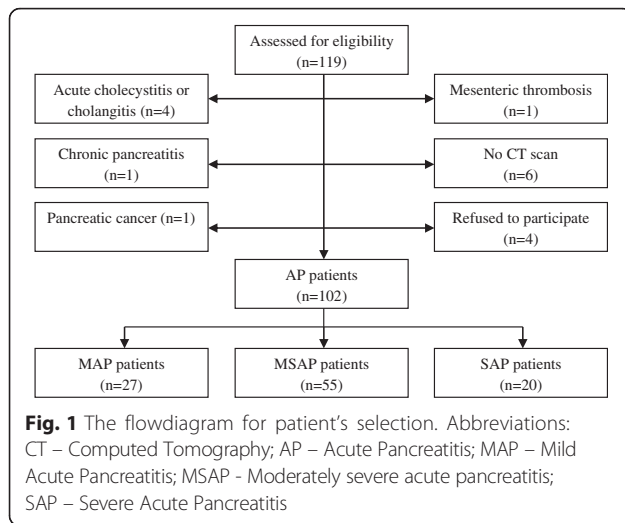 Assessed for eligibility
(n=119)
Acute cholecystitis or
cholangitis (n=4)
Mesenteric thrombosis
(n=1)
Chronic pancreatitis
(n=1)
No CT scan
(n=6)
Pancreatic cancer (n=1)
Refused to participate
(n=4)
AP patients
(n=102)
MAP patients
(n=27)
MSAP patients
(n=55)
SAP patients
(n=20)
Fig. 1 The flowdiagram for patient's selection. Abbreviations:
CT – Computed Tomography; AP – Acute Pancreatitis; MAP – Mild
Acute Pancreatitis; MSAP - Moderately severe acute pancreatitis;
SAP – Severe Acute Pancreatitis